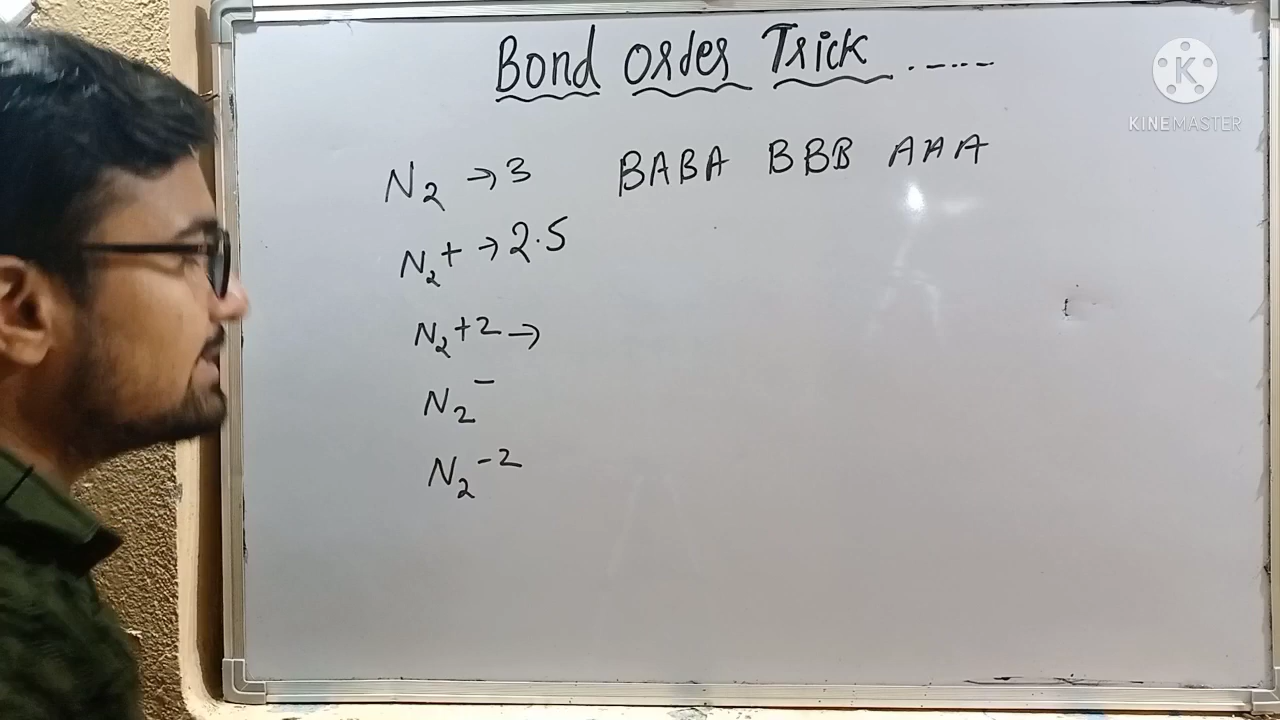 Bond Order Trick .----
K
KINEMASTER
N2 → 3 BABA BBB AAA
N2+ → 2.5
N2+2 →
N2-
N2-2